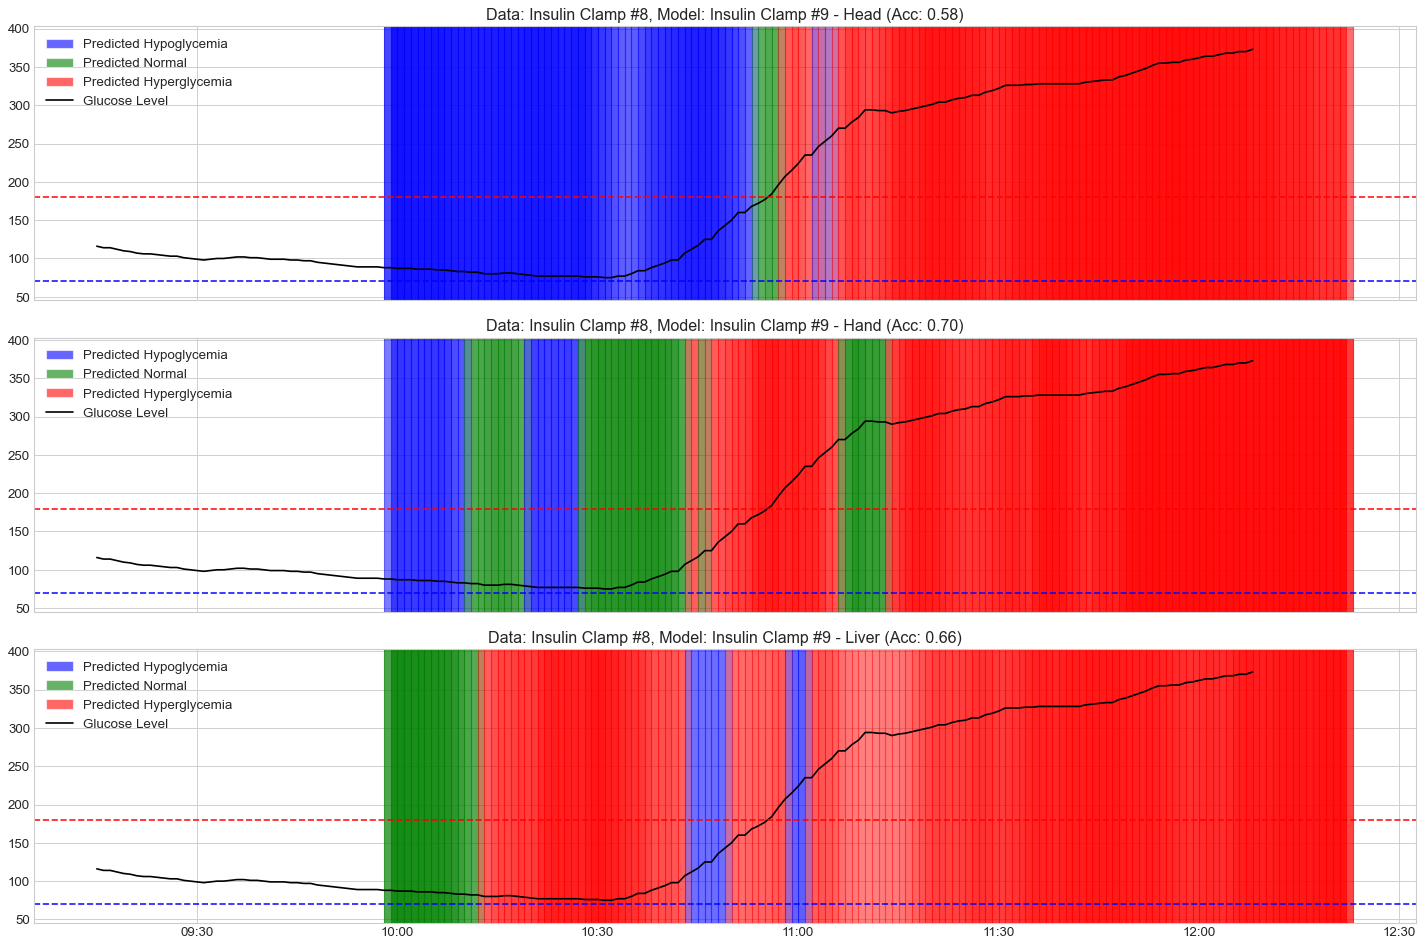 Data: Insulin Clamp #8, Model: Insulin Clamp #9 - Head (Acc: 0.58)
400
350
300
250
200
150
100
50
Predicted Hypoglycemia
Predicted Normal
Predicted Hyperglycemia
Glucose Level
Data: Insulin Clamp #8, Model: Insulin Clamp #9 - Hand (Acc: 0.70)
400
350
300
250
200
150
100
50
Predicted Hypoglycemia
Predicted Normal
Predicted Hyperglycemia
Glucose Level
Data: Insulin Clamp #8, Model: Insulin Clamp #9 - Liver (Acc: 0.66)
400
350
300
250
200
150
100
50
Predicted Hypoglycemia
Predicted Normal
Predicted Hyperglycemia
Glucose Level
09:30 10:00 10:30 11:00 11:30 12:00 12:30